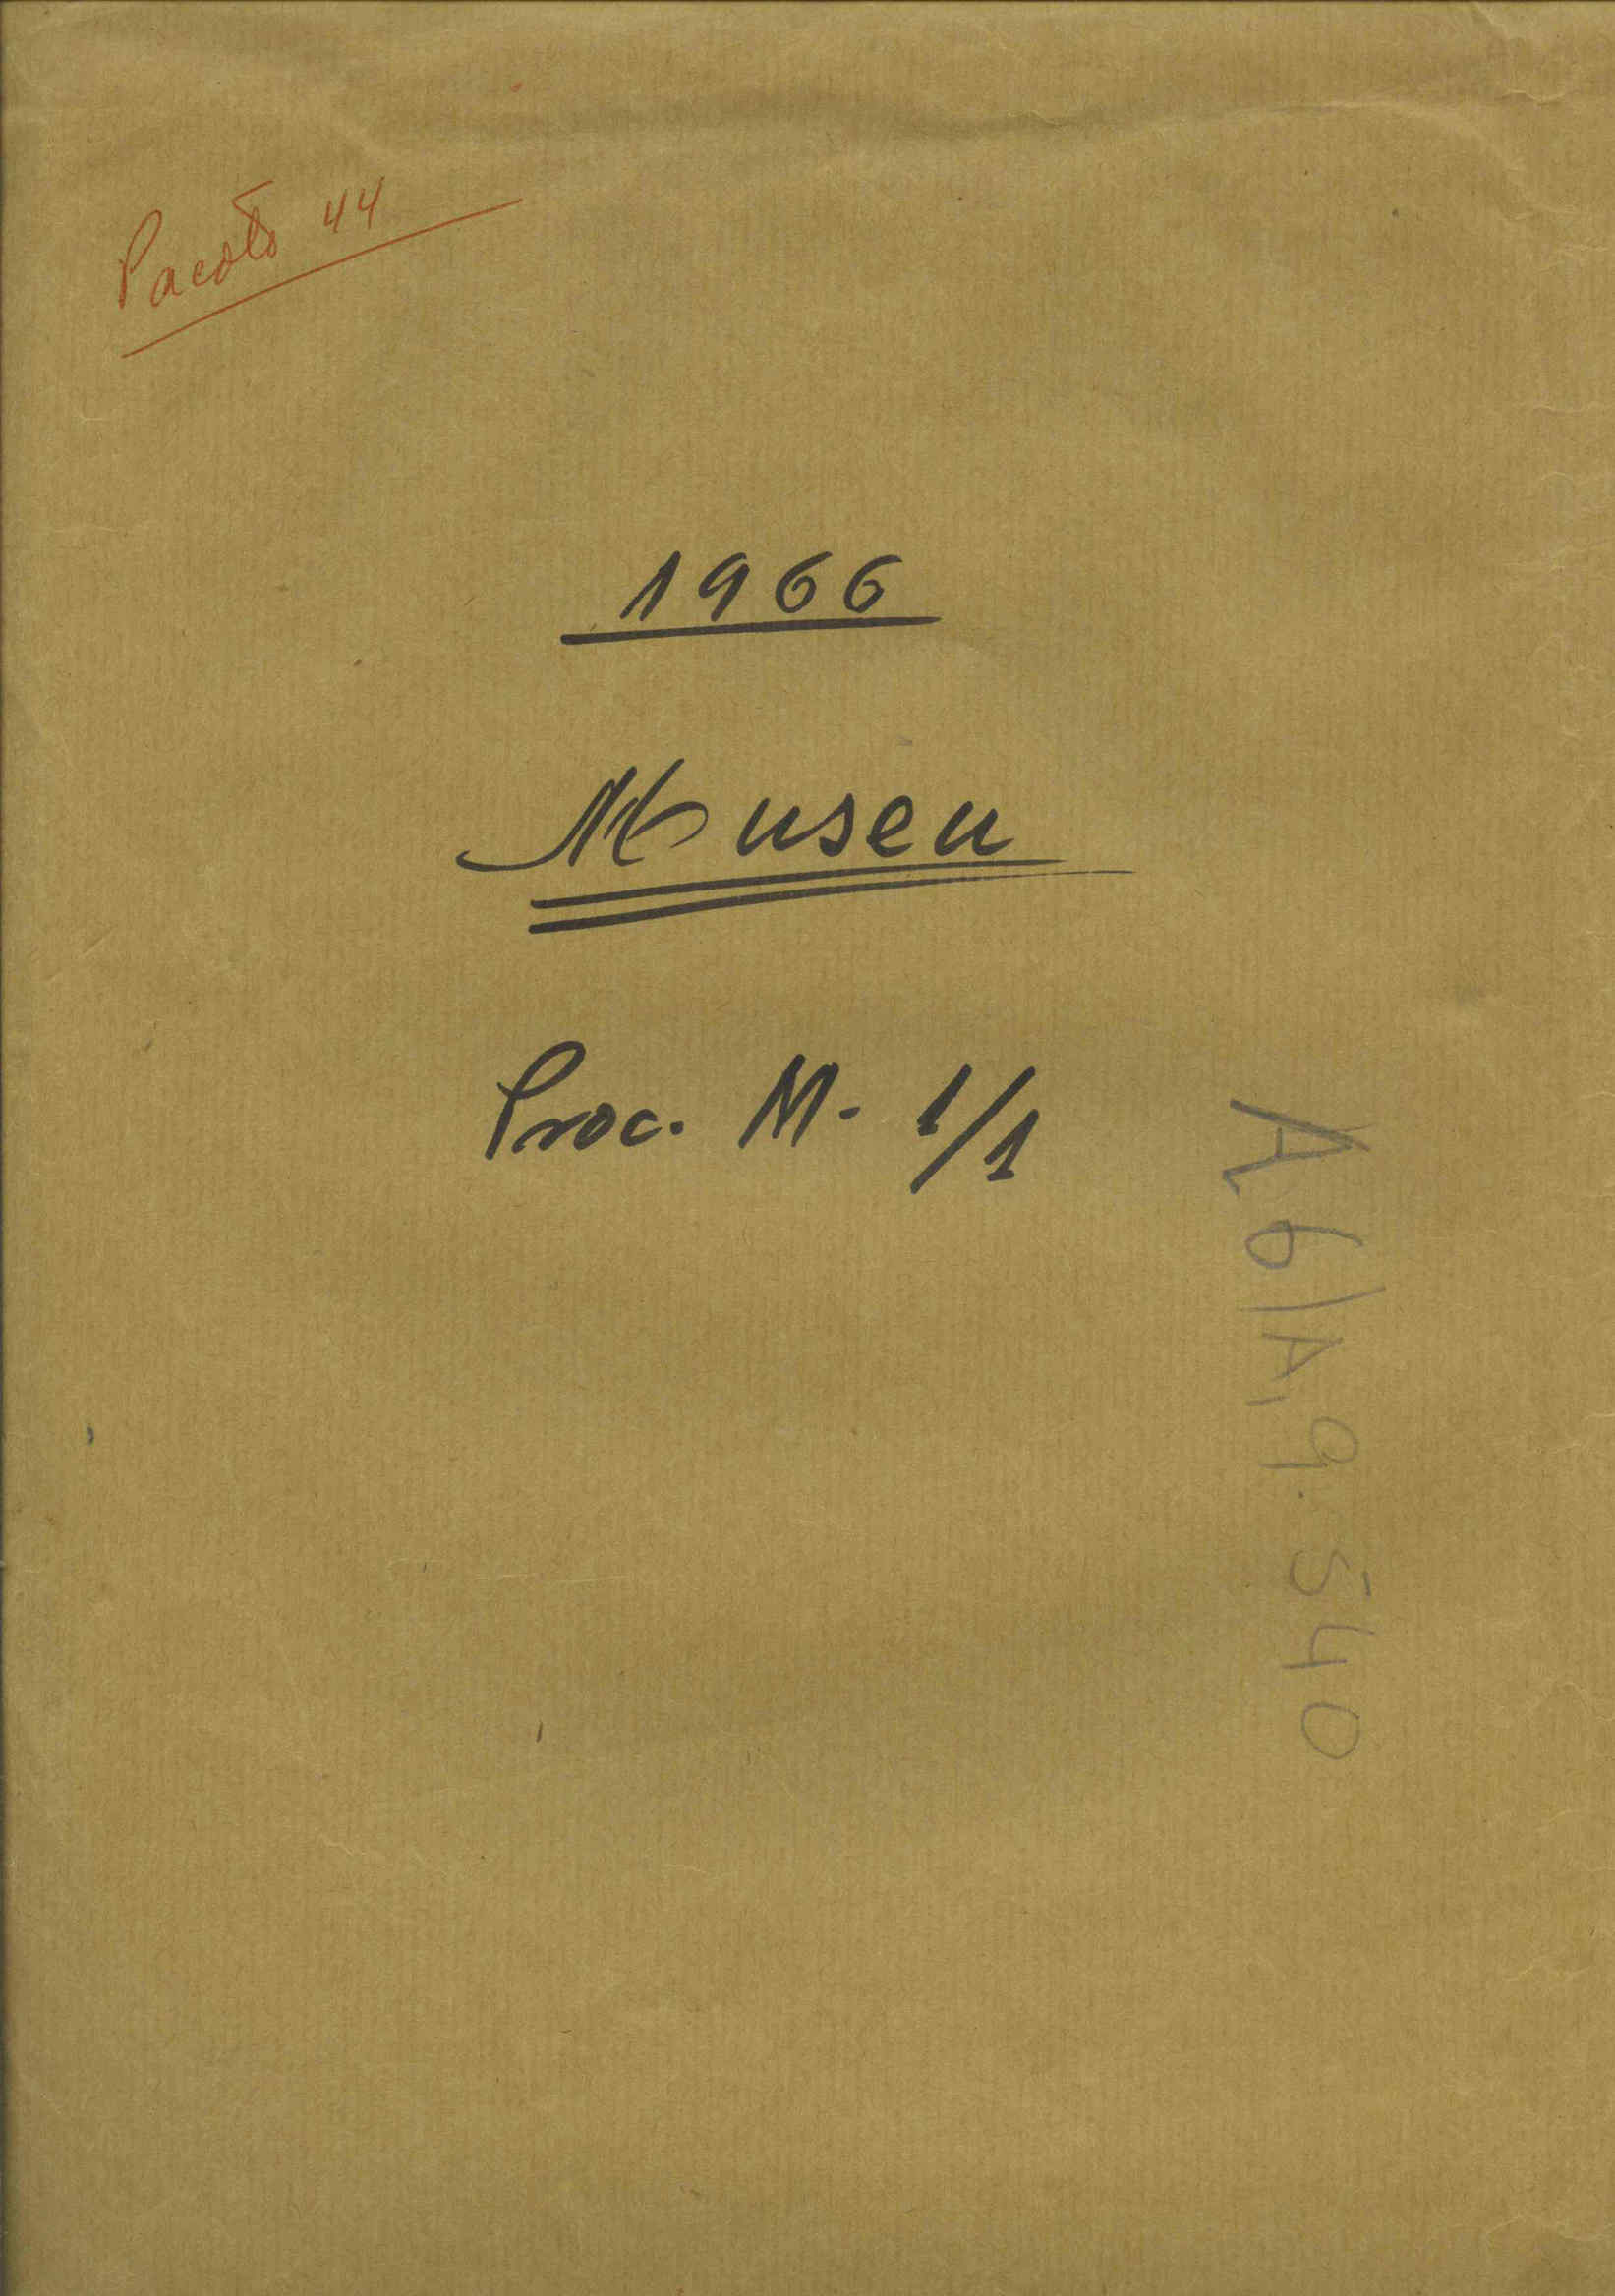 Pacote 44
1966
Museu
Proc. M. 1/1
A6/A, 9.540